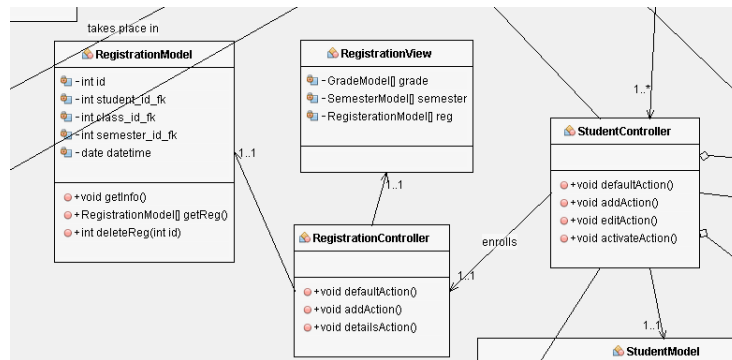 takes place in
RegistrationModel
- int id
- int student_id_fk
- int class_id_fk
- int semester_id_fk
- date datetime
+void getInfo()
+RegistrationModel[] getReg()
+int deleteReg(int id)
1..1
RegistrationView
- GradeModel[] grade
- SemesterModel[] semester
- RegisterationModel[] reg
1..1
RegistrationController
+void defaultAction()
+void addAction()
+void detailsAction()
enrolls
1..1
1..*
StudentController
+void defaultAction()
+void addAction()
+void editAction()
+void activateAction()
1..1
StudentModel